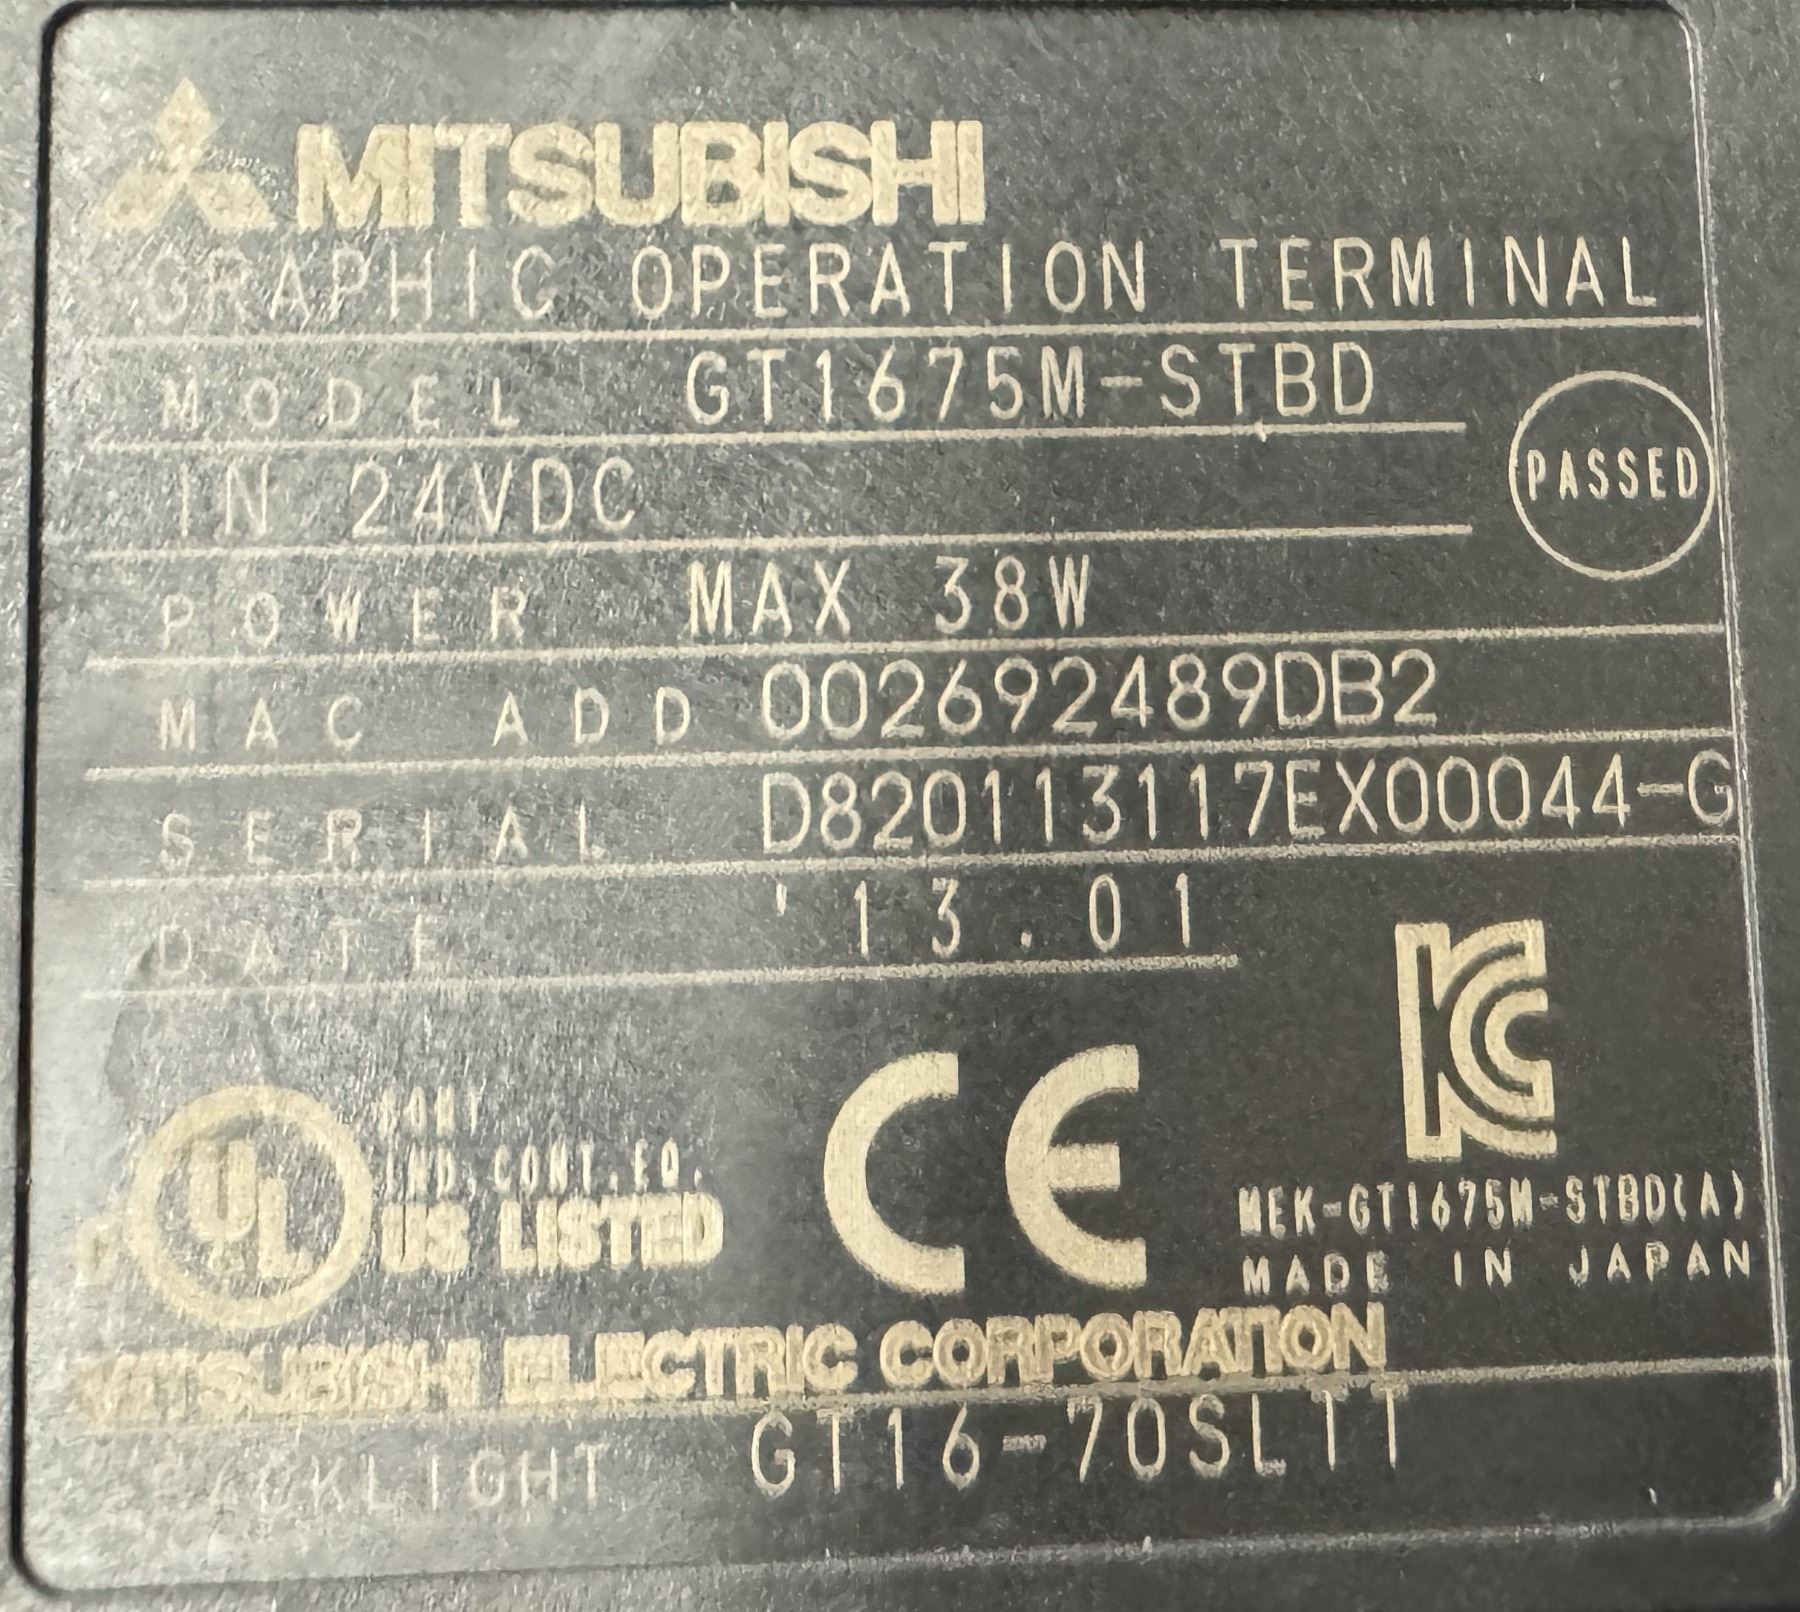 MITSUBISHI
GRAPHIC OPERATION TERMINAL
MODEL GT1675M-STBD
IN 24VDC
PASSED
POWER MAX 38W
MAC ADD 002692489DB2
SERIAL D820113117EX00044-G
DATE '13.01
UL
IND.CONT.EQ.
US LISTED
CE
KC
MEK-GT1675M-STBD(A)
MADE IN JAPAN
MITSUBISHI ELECTRIC CORPORATION
BACKLIGHT GT16-70SLTT